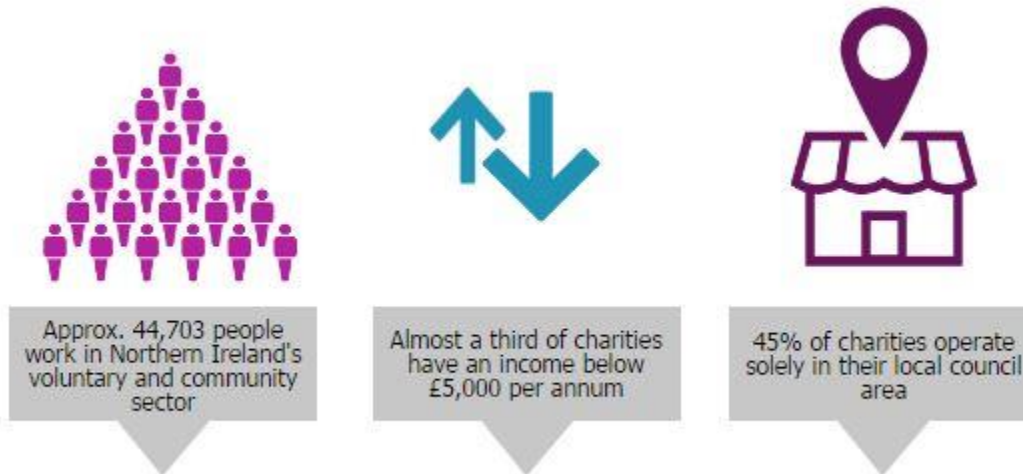 Approx. 44,703 people
work in Northern Ireland's
voluntary and community
sector
Almost a third of charities
have an income below
£5,000 per annum
45% of charities operate
solely in their local council
area